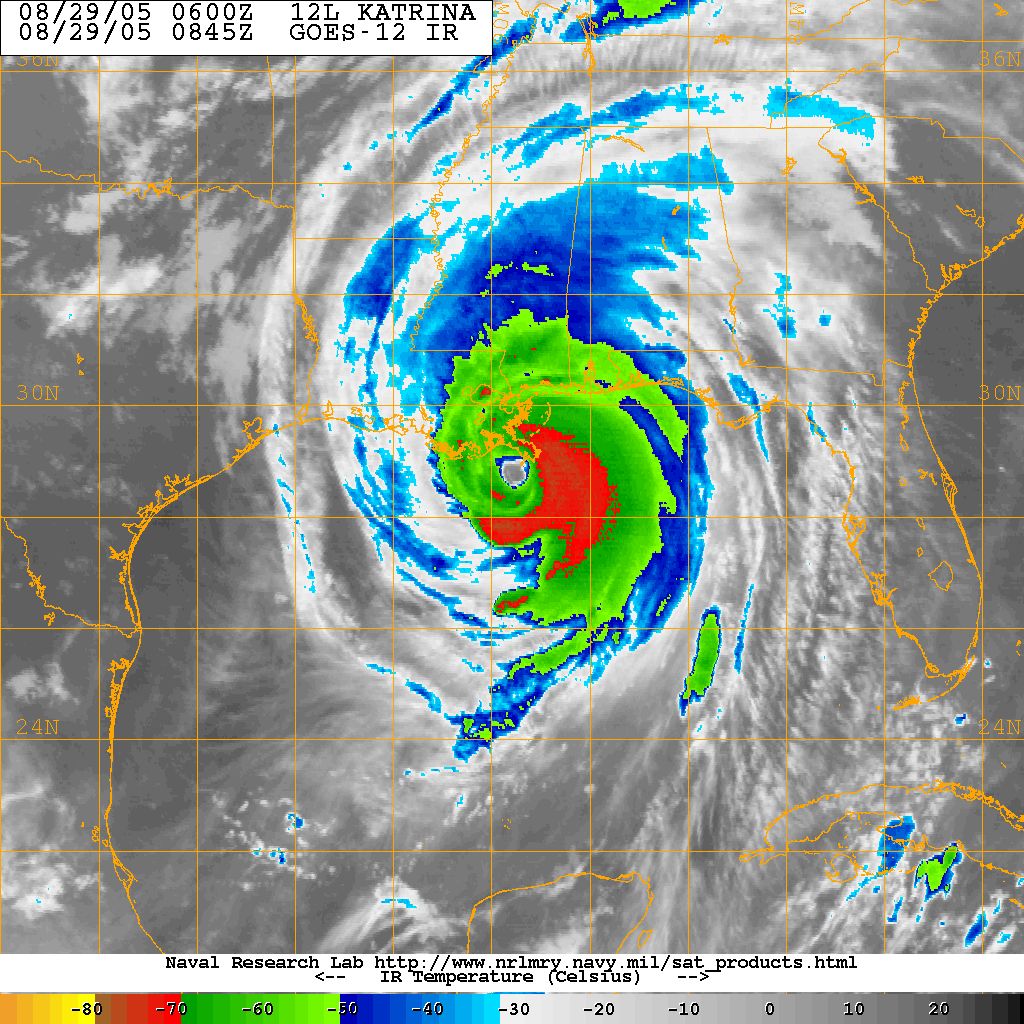 08/29/05 0600Z 12L KATRINA
08/29/05 0845Z GOES-12 IR
36N 36N
30N 30N
24N 24N
Naval Research Lab http://www.nrlmry.navy.mil/sat_products.html
<-- IR Temperature (Celsius) -->
-80 -70 -60 -50 -40 -30 -20 -10 0 10 20